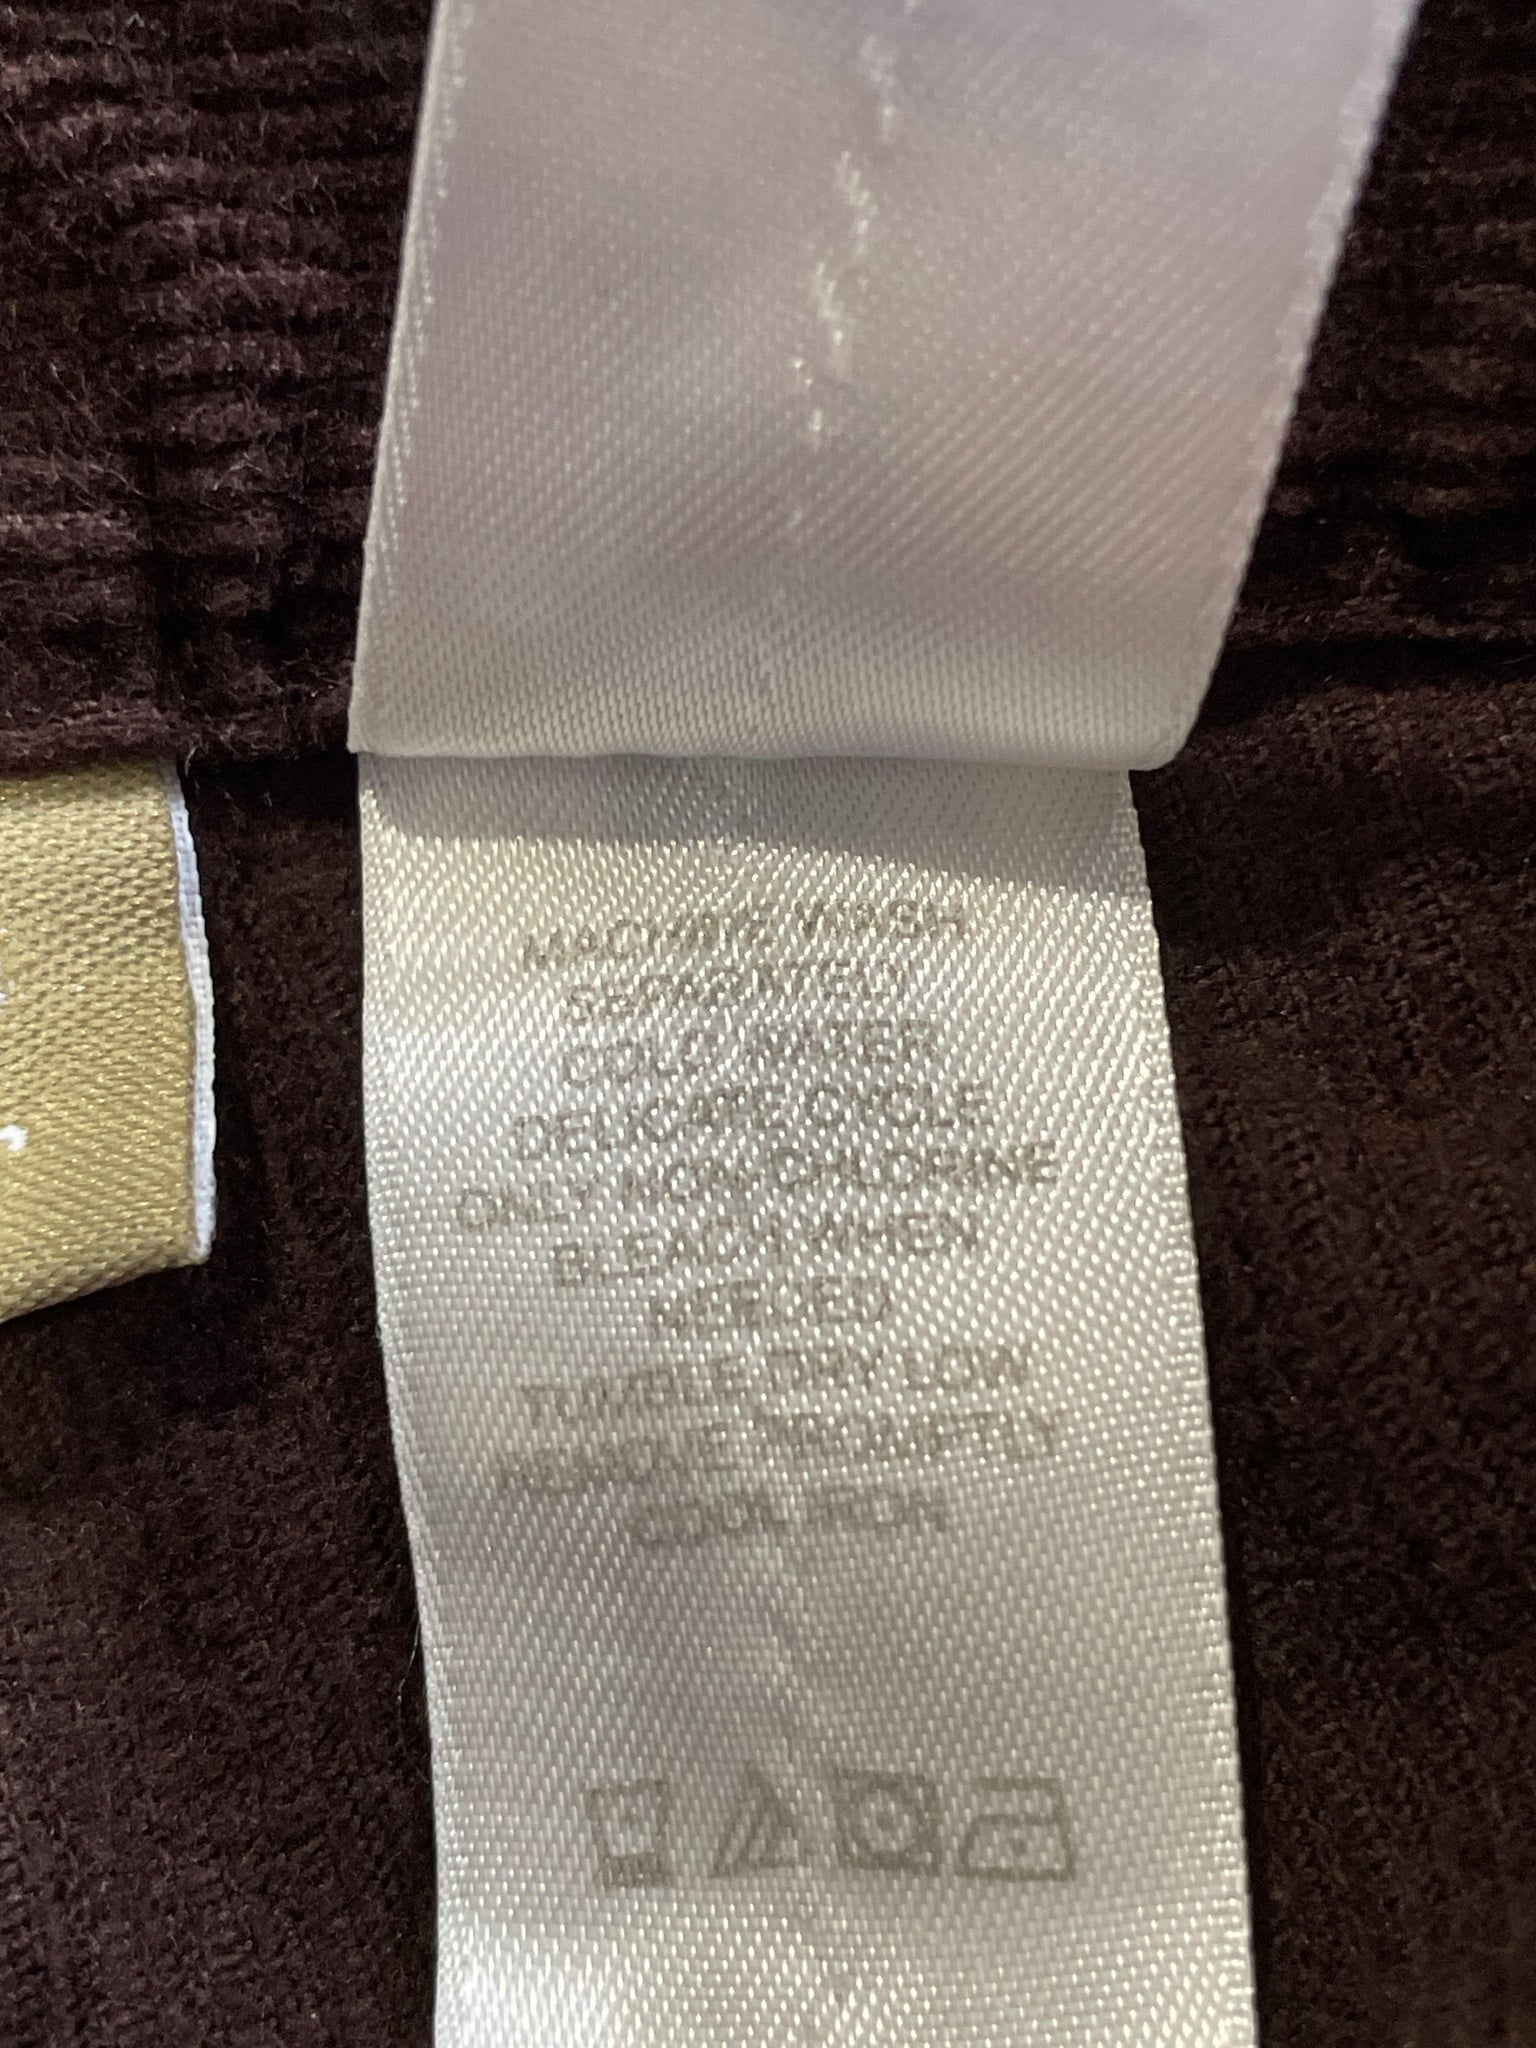 MACHINE WASH
SEPARATELY
COLD WATER
DELICATE CYCLE
ONLY NON-CHLORINE
BLEACH WHEN
NEEDED
TUMBLE DRY LOW
REMOVE PROMPTLY
COOL IRON